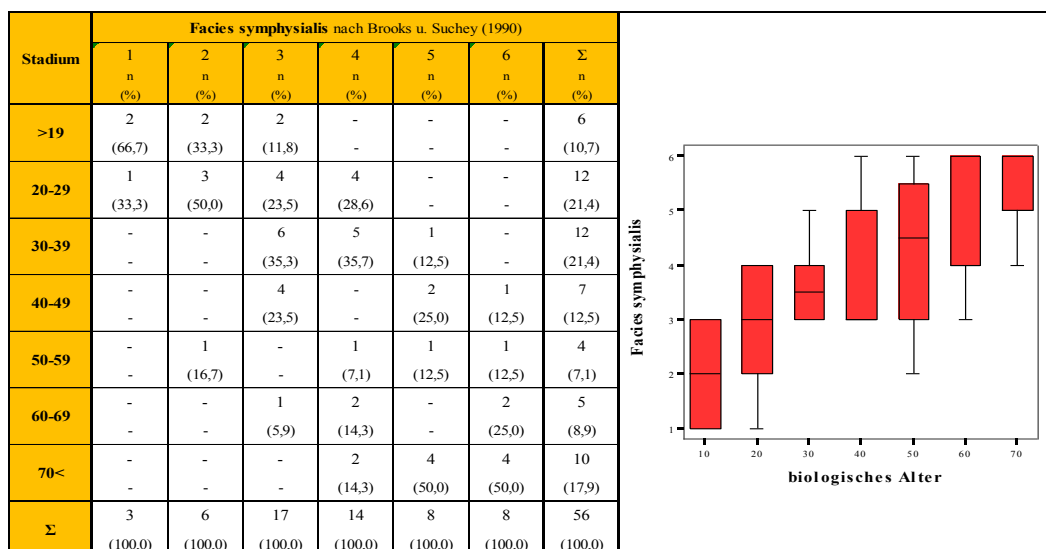 Facies symphysialis nach Brooks u. Suchey (1990)
Stadium 1 2 3 4 5 6 Σ
n n n n n n n
(%) (%) (%) (%) (%) (%) (%)
>19 2 2 2 - - - 6
(66,7) (33,3) (11,8) - - - (10,7)
20-29 1 3 4 4 - - 12
(33,3) (50,0) (23,5) (28,6) - - (21,4)
30-39 - - 6 5 1 - 12
- - (35,3) (35,7) (12,5) - (21,4)
40-49 - - 4 - 2 1 7
- - (23,5) - (25,0) (12,5) (12,5)
50-59 - 1 - 1 1 1 4
- (16,7) - (7,1) (12,5) (12,5) (7,1)
60-69 - - 1 2 - 2 5
- - (5,9) (14,3) - (25,0) (8,9)
70< - - - 2 4 4 10
- - - (14,3) (50,0) (50,0) (17,9)
Σ 3 6 17 14 8 8 56
(100,0) (100,0) (100,0) (100,0) (100,0) (100,0) (100,0)
Facies symphysialis
6
5
4
3
2
1
10 20 30 40 50 60 70
biologisches Alter